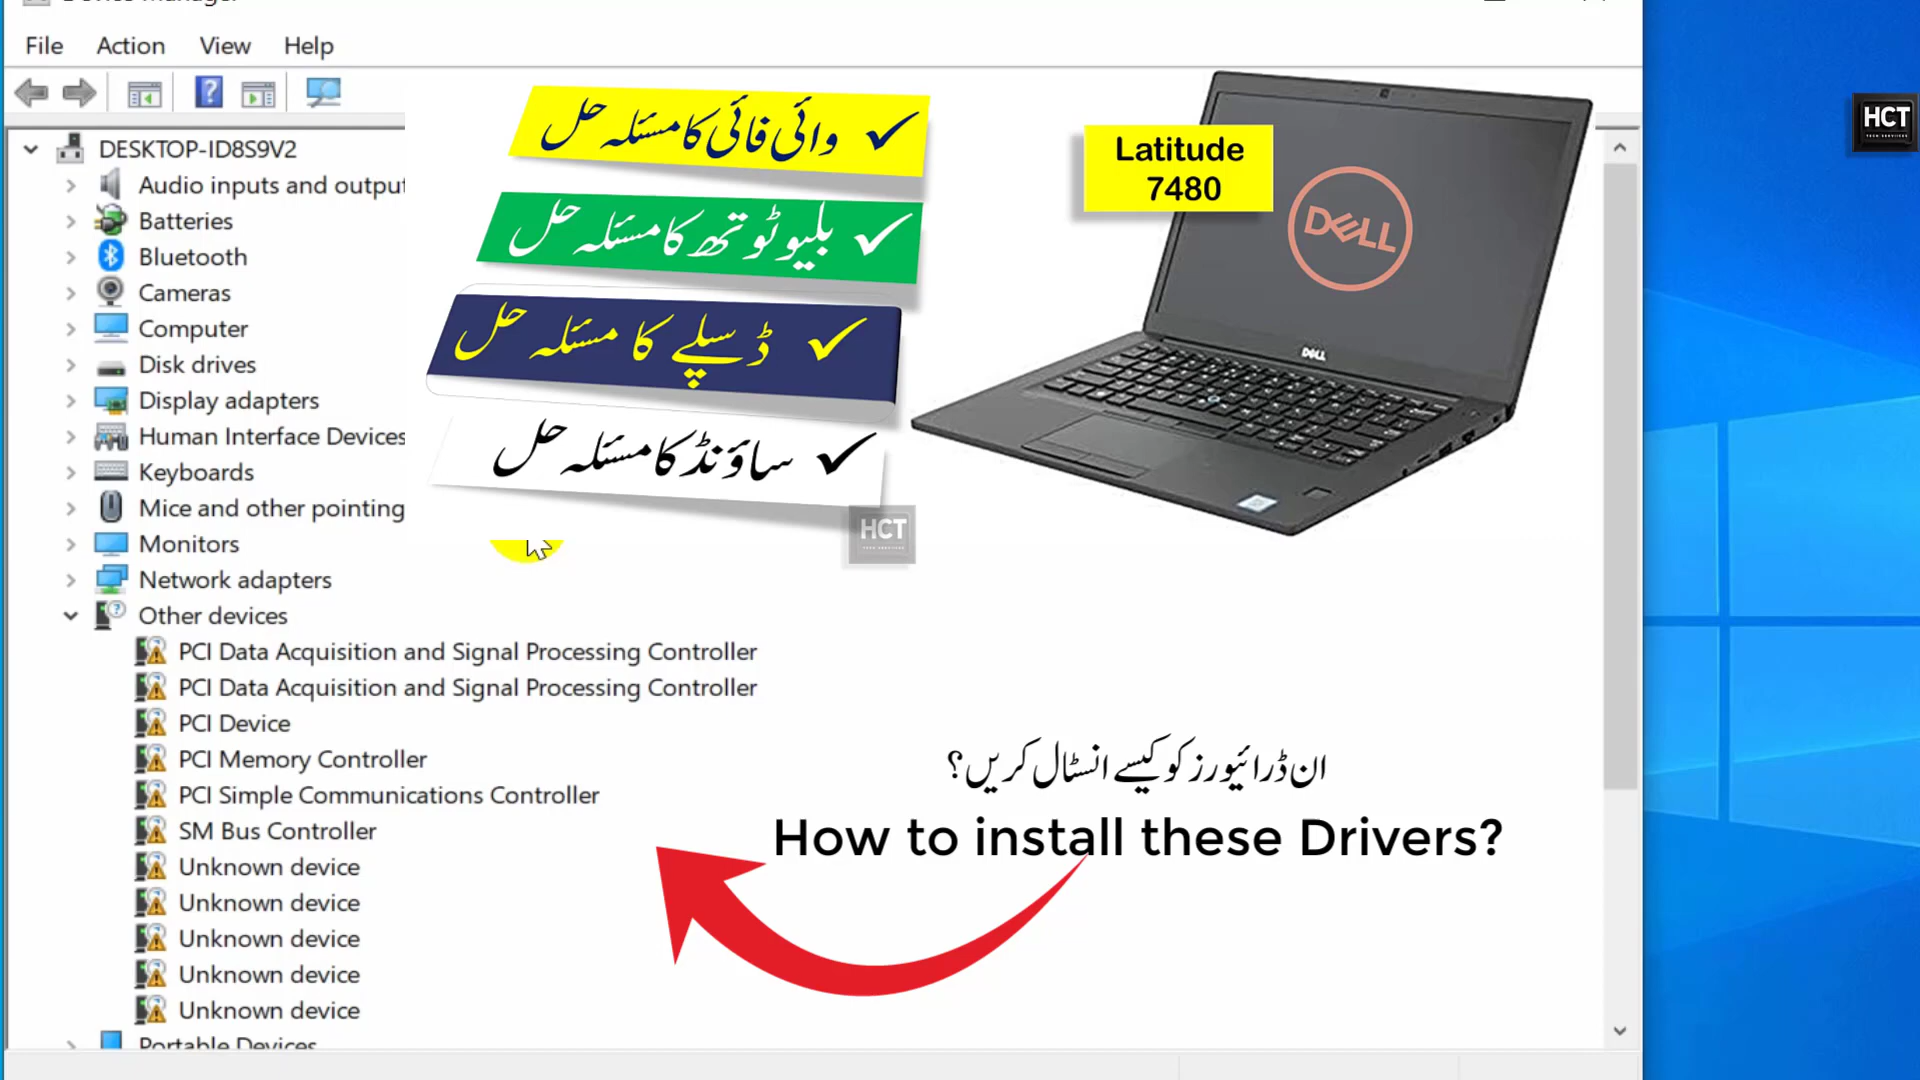 File Action View Help
DESKTOP-ID8S9V2
Audio inputs and output
Batteries
Bluetooth
Cameras
Computer
Disk drives
Display adapters
Human Interface Devices
Keyboards
Mice and other pointing
Monitors
Network adapters
Other devices
PCI Data Acquisition and Signal Processing Controller
PCI Data Acquisition and Signal Processing Controller
PCI Device
PCI Memory Controller
PCI Simple Communications Controller
SM Bus Controller
Unknown device
Unknown device
Unknown device
Unknown device
Unknown device
Portable Devices
✓ وائی فائی کا مسئلہ حل
✓ بلیوٹوتھ کا مسئلہ حل
✓ ڈسپلے کا مسئلہ حل
✓ ساؤنڈ کا مسئلہ حل
HCT
TECH SERVICES
Latitude
7480
DELL
DELL
HCT
TECH SERVICES
ان ڈرائیورز کو کیسے انسٹال کریں؟
How to install these Drivers?